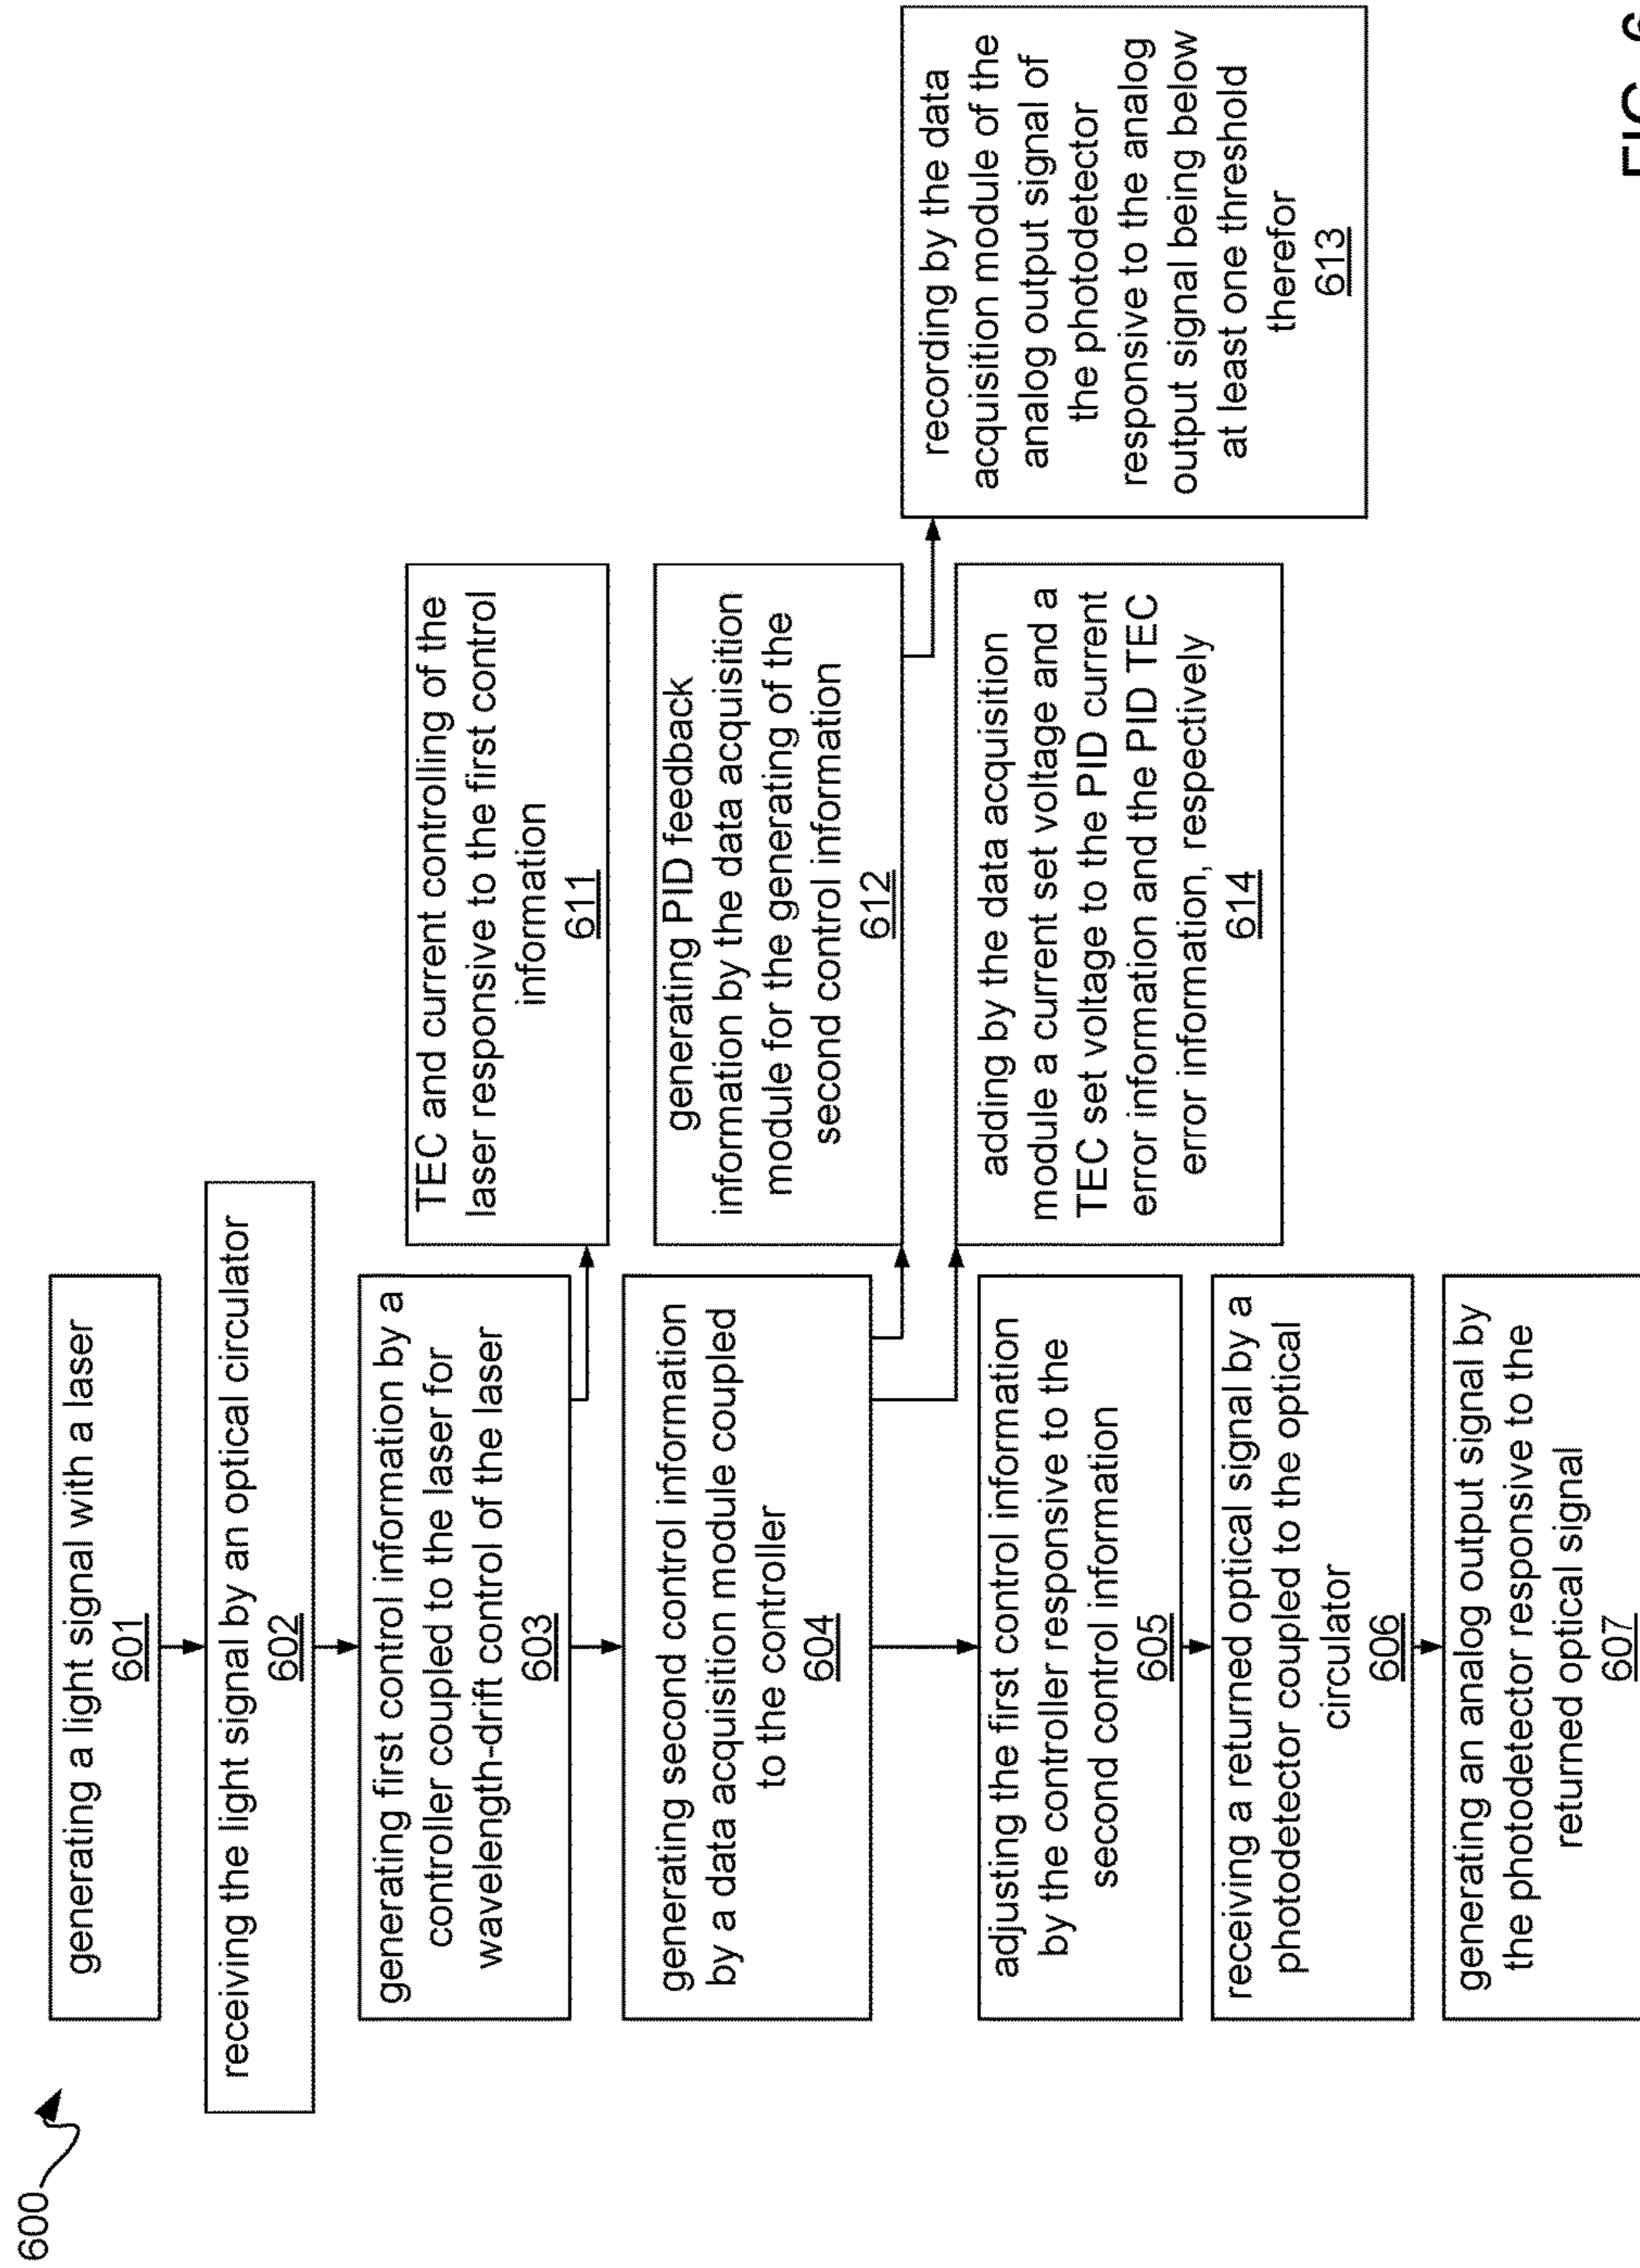 600
generating a light signal with a laser
601
receiving the light signal by an optical circulator
602
generating first control information by a
controller coupled to the laser for
wavelength-drift control of the laser
603
TEC and current controlling of the
laser responsive to the first control
information
611
generating second control information
by a data acquisition module coupled
to the controller
604
generating PID feedback
information by the data acquisition
module for the generating of the
second control information
612
recording by the data
acquisition module of the
analog output signal of
the photodetector
responsive to the analog
output signal being below
at least one threshold
therefor
613
adding by the data acquisition
module a current set voltage and a
TEC set voltage to the PID current
error information and the PID TEC
error information, respectively
614
adjusting the first control information
by the controller responsive to the
second control information
605
receiving a returned optical signal by a
photodetector coupled to the optical
circulator
606
generating an analog output signal by
the photodetector responsive to the
returned optical signal
607
FIG. 6